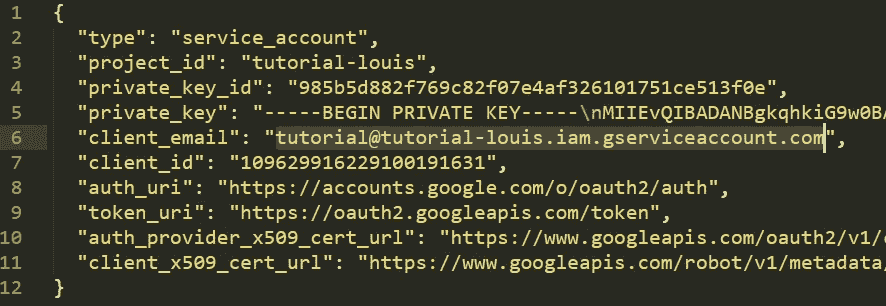 1 {
2 "type": "service_account",
3 "project_id": "tutorial-louis",
4 "private_key_id": "985b5d882f769c82f07e4af326101751ce513f0e",
5 "private_key": "-----BEGIN PRIVATE KEY-----\nMIIEvQIBADANBgkqhkiG9w0BA
6 "client_email": "tutorial@tutorial-louis.iam.gserviceaccount.com",
7 "client_id": "109629916229100191631",
8 "auth_uri": "https://accounts.google.com/o/oauth2/auth",
9 "token_uri": "https://oauth2.googleapis.com/token",
10 "auth_provider_x509_cert_url": "https://www.googleapis.com/oauth2/v1/
11 "client_x509_cert_url": "https://www.googleapis.com/robot/v1/metadata/
12 }